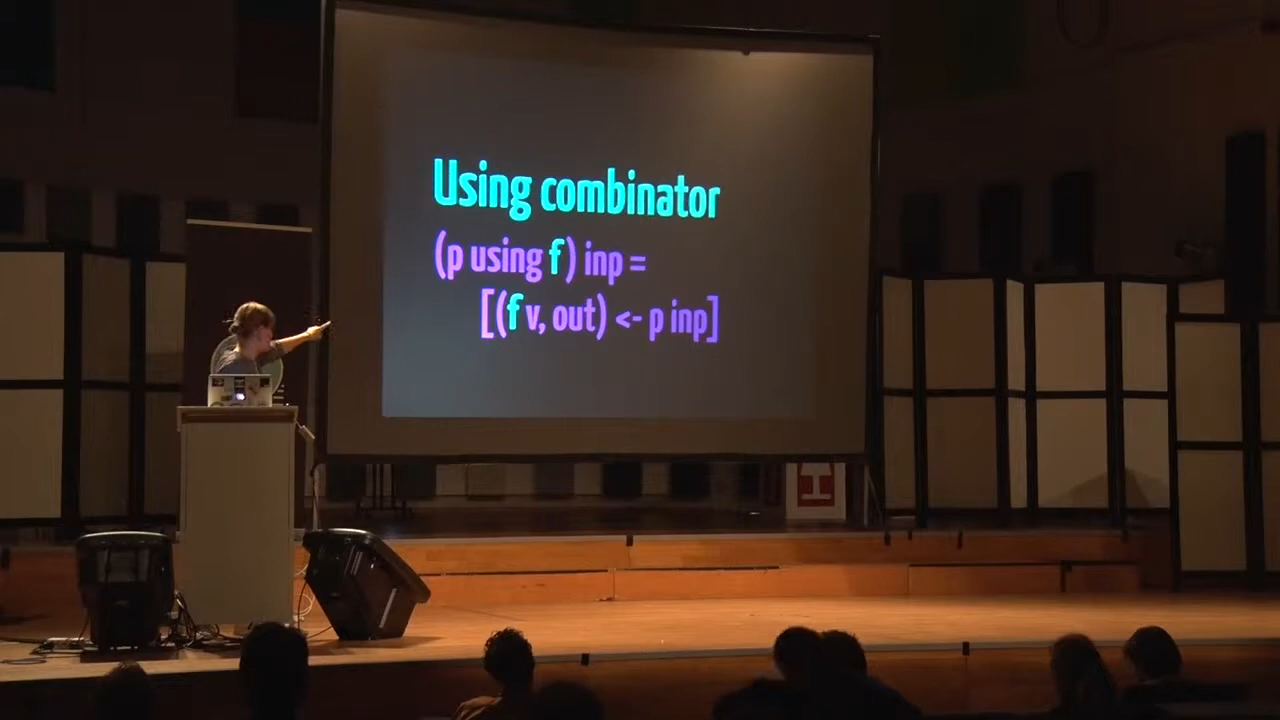 Using combinator
(p using f) inp =
[(f v, out) <- p inp]